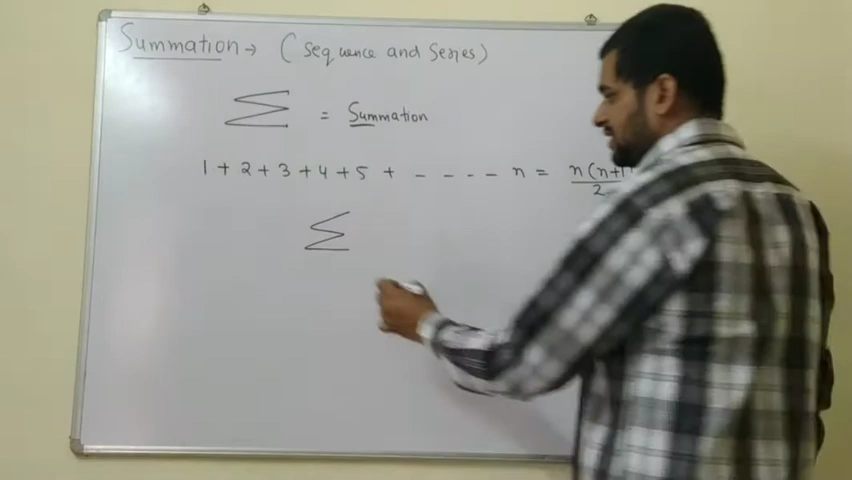 Summation → (Sequence and Series)
Σ = Summation
1 + 2 + 3 + 4 + 5 + - - - - n = n(n+1)/2
Σ